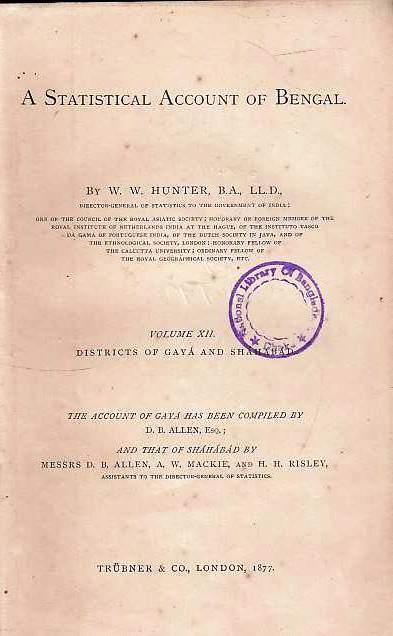 A STATISTICAL ACCOUNT OF BENGAL.
BY W. W. HUNTER, B.A., LL.D.,
DIRECTOR-GENERAL OF STATISTICS TO THE GOVERNMENT OF INDIA;
ONE OF THE COUNCIL OF THE ROYAL ASIATIC SOCIETY; HONORARY OR FOREIGN MEMBER OF THE
ROYAL INSTITUTE OF NETHERLANDS INDIA AT THE HAGUE, OF THE INSTITUTO VASCO
DA GAMA OF PORTUGUESE INDIA, OF THE DUTCH SOCIETY IN JAVA, AND OF
THE ETHNOLOGICAL SOCIETY, LONDON; HONORARY FELLOW OF
THE CALCUTTA UNIVERSITY; ORDINARY FELLOW OF
THE ROYAL GEOGRAPHICAL SOCIETY, ETC.
National Library Of Banglade
VOLUME XII.
DISTRICTS OF GAYÁ AND SHÁHÁBÁD.
THE ACCOUNT OF GAYÁ HAS BEEN COMPILED BY
D. B. ALLEN, ESQ.;
AND THAT OF SHÁHÁBÁD BY
MESSRS D. B. ALLEN, A. W. MACKIE, AND H. H. RISLEY,
ASSISTANTS TO THE DIRECTOR-GENERAL OF STATISTICS.
TRÜBNER & CO., LONDON, 1877.